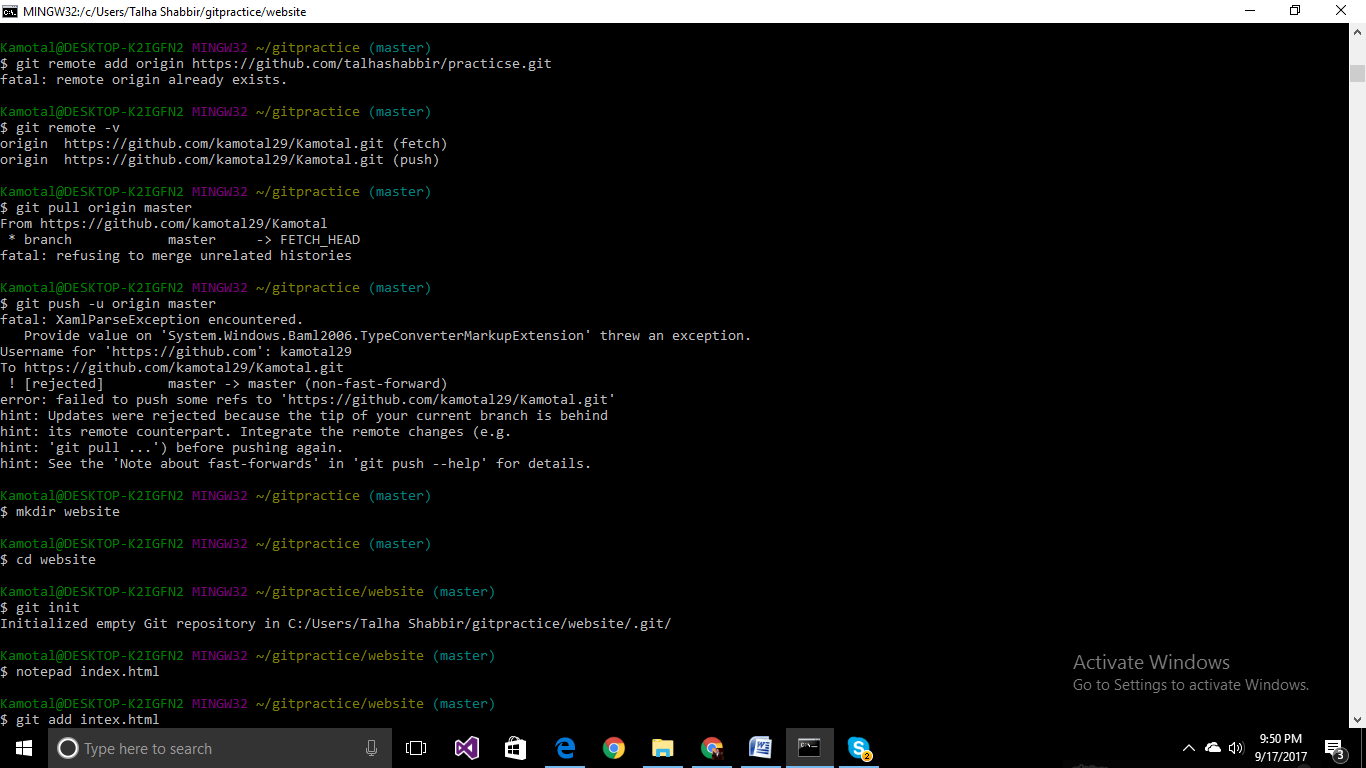 MINGW32:/c/Users/Talha Shabbir/gitpractice/website
Kamotal@DESKTOP-K2IGFN2 MINGW32 ~/gitpractice (master)
$ git remote add origin https://github.com/talhashabbir/practicse.git
fatal: remote origin already exists.
Kamotal@DESKTOP-K2IGFN2 MINGW32 ~/gitpractice (master)
$ git remote -v
origin  https://github.com/kamotal29/Kamotal.git (fetch)
origin  https://github.com/kamotal29/Kamotal.git (push)
Kamotal@DESKTOP-K2IGFN2 MINGW32 ~/gitpractice (master)
$ git pull origin master
From https://github.com/kamotal29/Kamotal
 * branch            master     -> FETCH_HEAD
fatal: refusing to merge unrelated histories
Kamotal@DESKTOP-K2IGFN2 MINGW32 ~/gitpractice (master)
$ git push -u origin master
fatal: XamlParseException encountered.
   Provide value on 'System.Windows.Baml2006.TypeConverterMarkupExtension' threw an exception.
Username for 'https://github.com': kamotal29
To https://github.com/kamotal29/Kamotal.git
 ! [rejected]        master -> master (non-fast-forward)
error: failed to push some refs to 'https://github.com/kamotal29/Kamotal.git'
hint: Updates were rejected because the tip of your current branch is behind
hint: its remote counterpart. Integrate the remote changes (e.g.
hint: 'git pull ...') before pushing again.
hint: See the 'Note about fast-forwards' in 'git push --help' for details.
Kamotal@DESKTOP-K2IGFN2 MINGW32 ~/gitpractice (master)
$ mkdir website
Kamotal@DESKTOP-K2IGFN2 MINGW32 ~/gitpractice (master)
$ cd website
Kamotal@DESKTOP-K2IGFN2 MINGW32 ~/gitpractice/website (master)
$ git init
Initialized empty Git repository in C:/Users/Talha Shabbir/gitpractice/website/.git/
Kamotal@DESKTOP-K2IGFN2 MINGW32 ~/gitpractice/website (master)
$ notepad index.html
Kamotal@DESKTOP-K2IGFN2 MINGW32 ~/gitpractice/website (master)
$ git add intex.html
Activate Windows
Go to Settings to activate Windows.
Type here to search
2
9:50 PM
9/17/2017
3